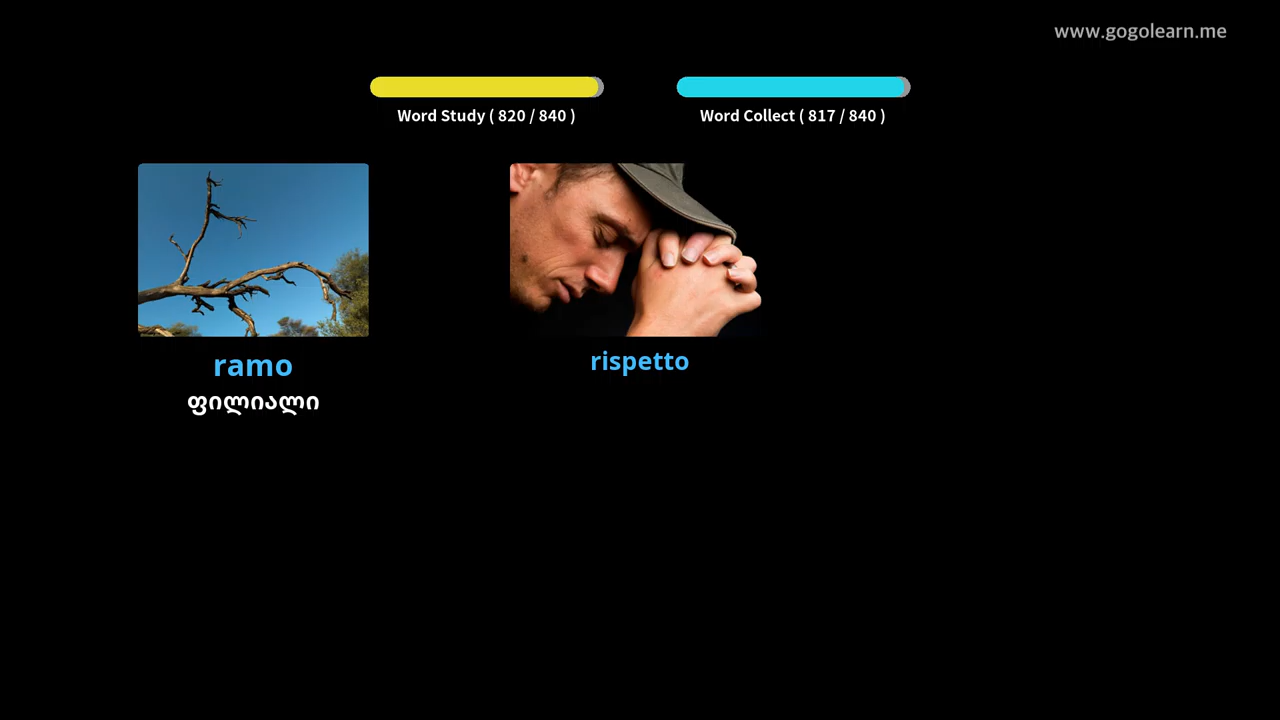 www.gogolearn.me
Word Study ( 820 / 840 )
Word Collect ( 817 / 840 )
ramo
ფილიალი
rispetto